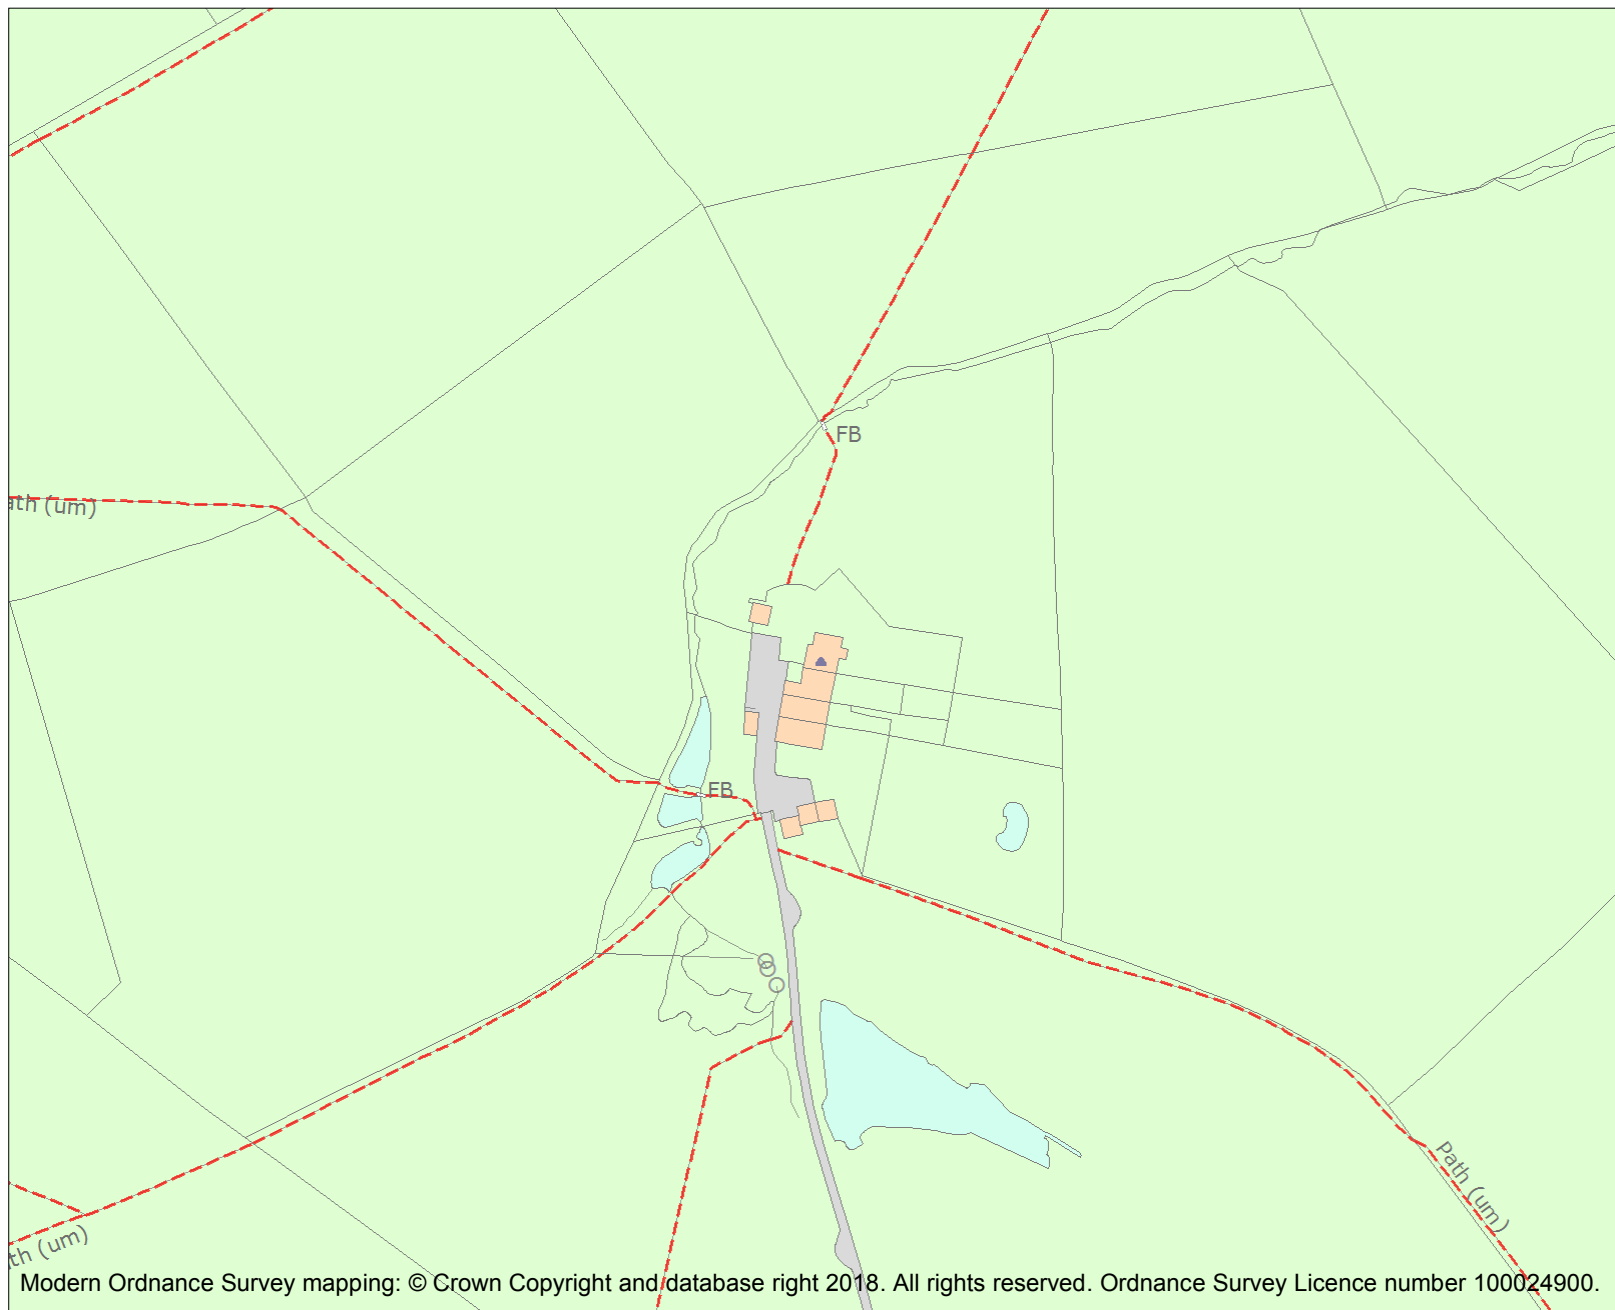 FB
ath (um)
FB
Path (um)
th (um)
Modern Ordnance Survey mapping: © Crown Copyright and database right 2018. All rights reserved. Ordnance Survey Licence number 100024900.